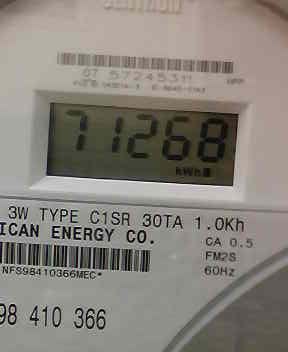 07 57245311
71268
kWh
3W TYPE C1SR 30TA 1.0Kh
ICAN ENERGY CO.
CA 0.5
FM2S
NFS98410366MEC*
60Hz
98 410 366